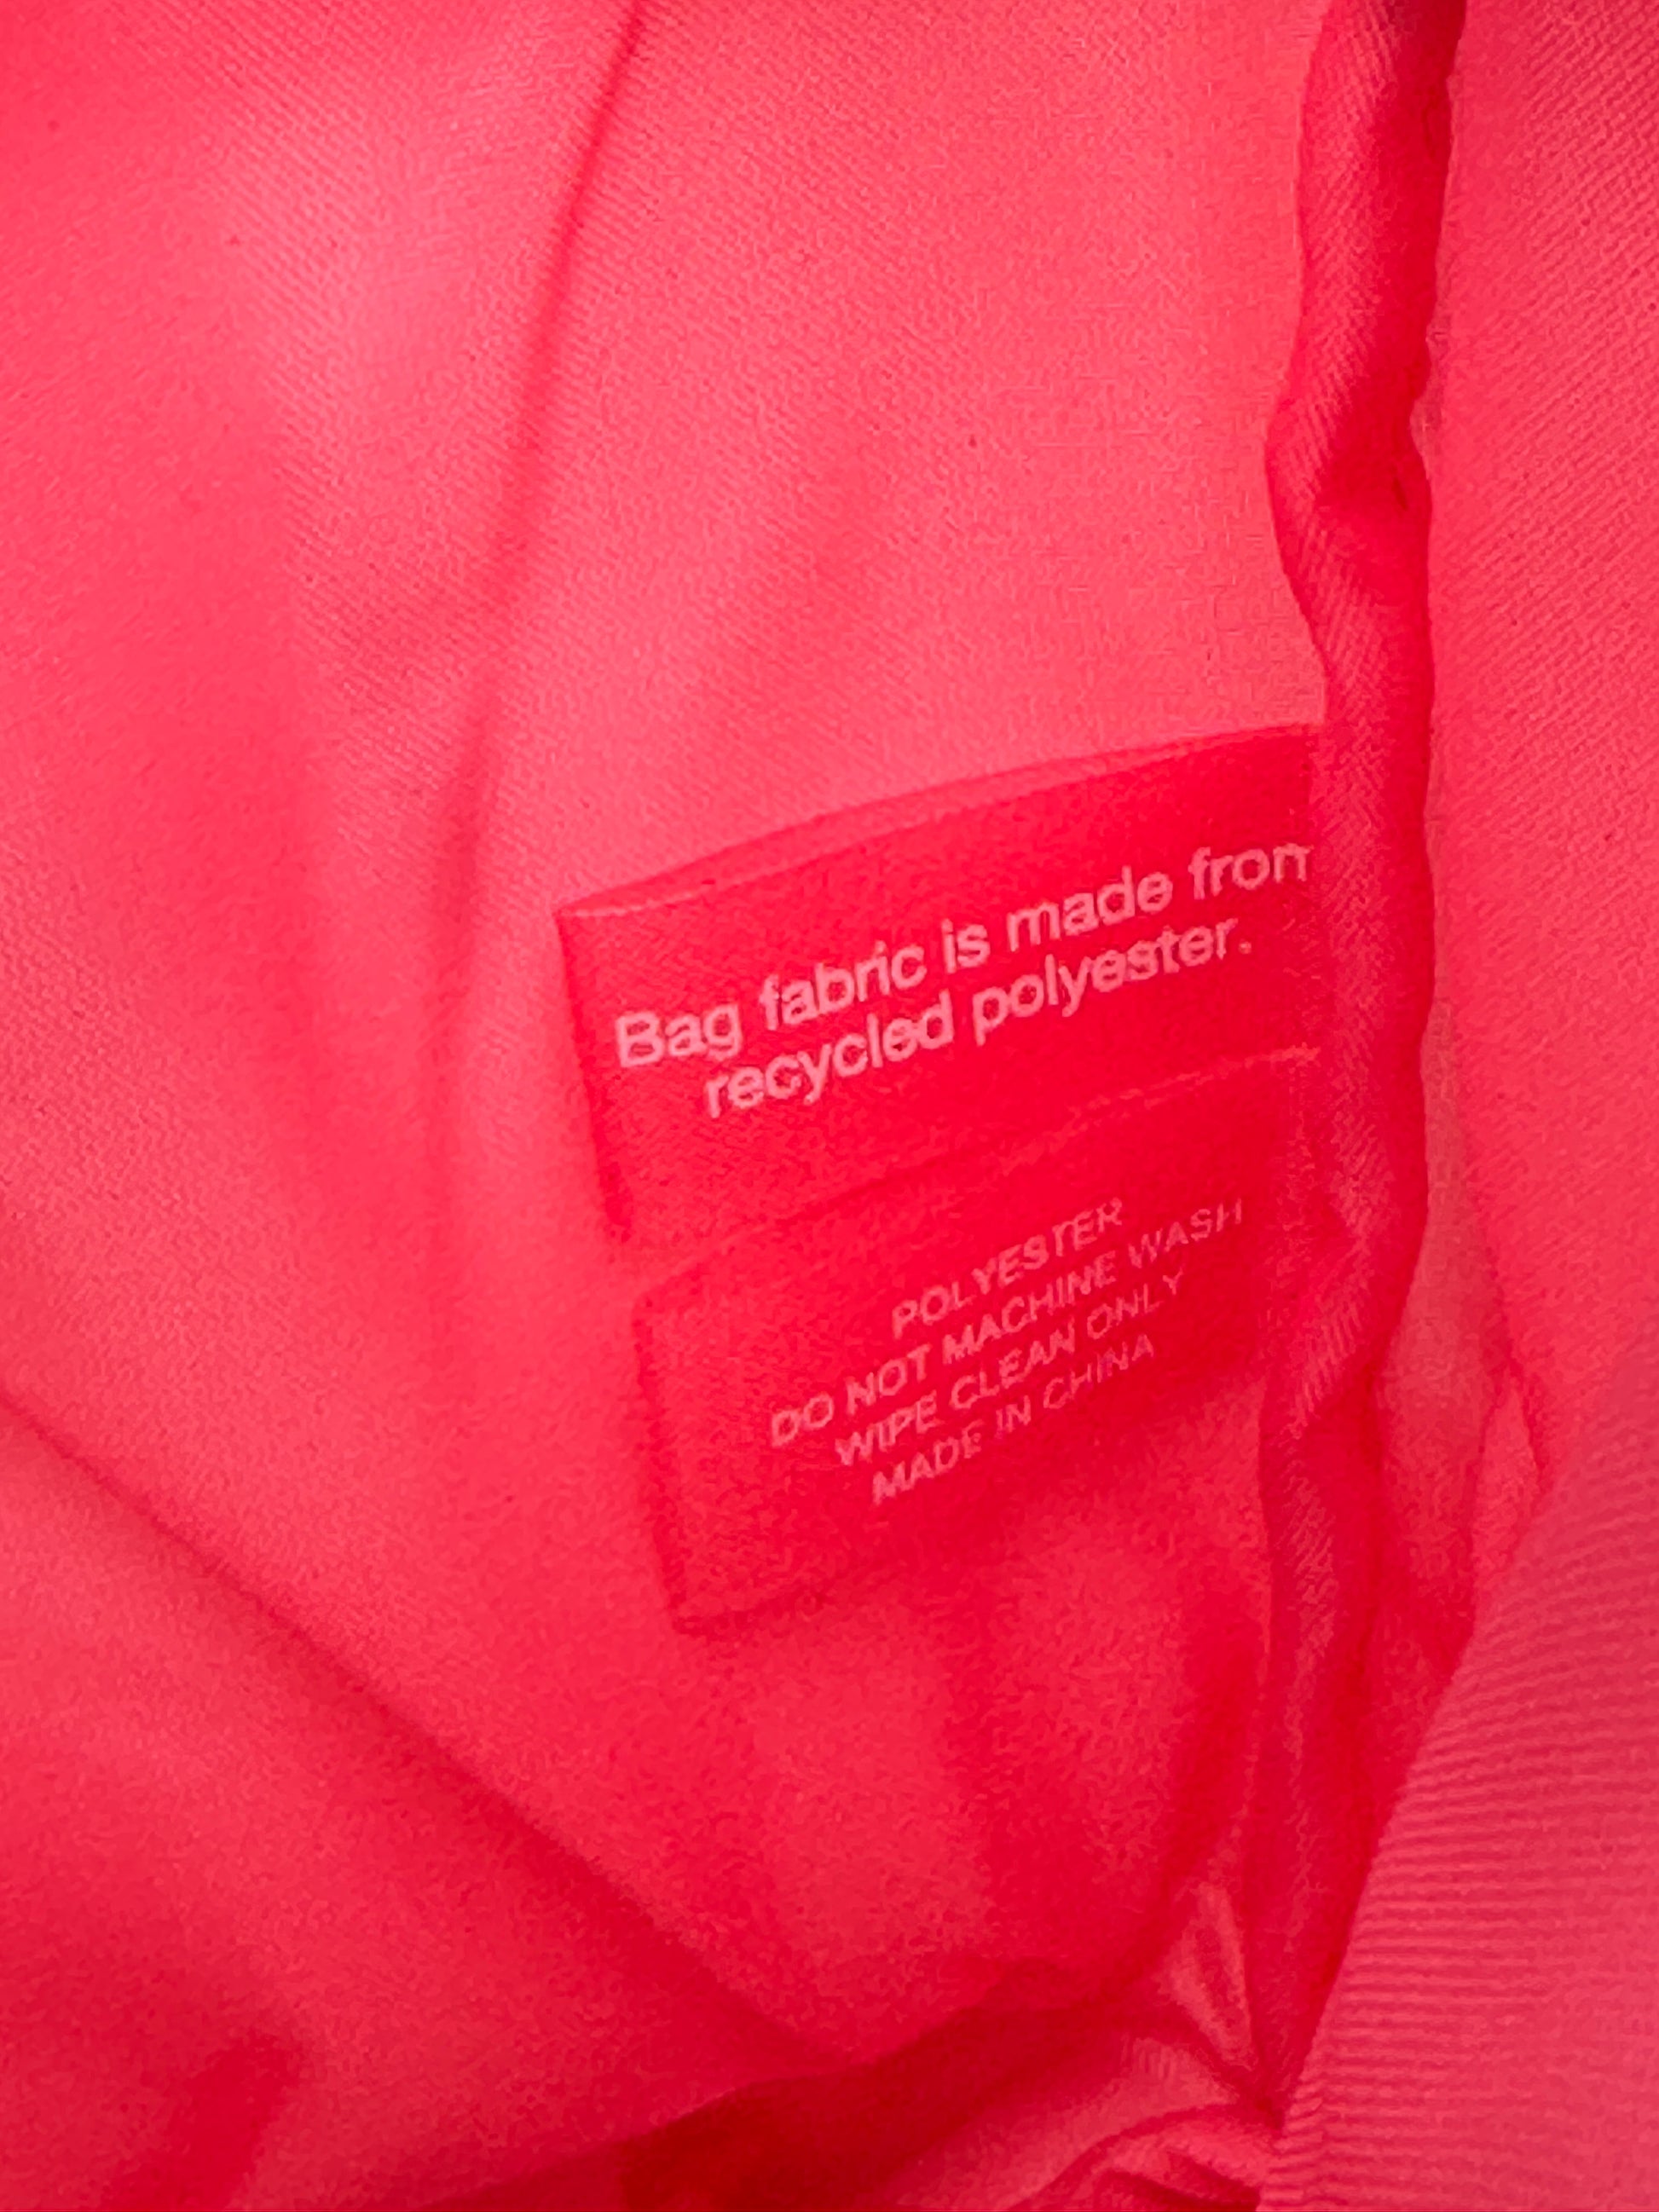 Bag fabric is made from
recycled polyester.
POLYESTER
DO NOT MACHINE WASH
WIPE CLEAN ONLY
MADE IN CHINA